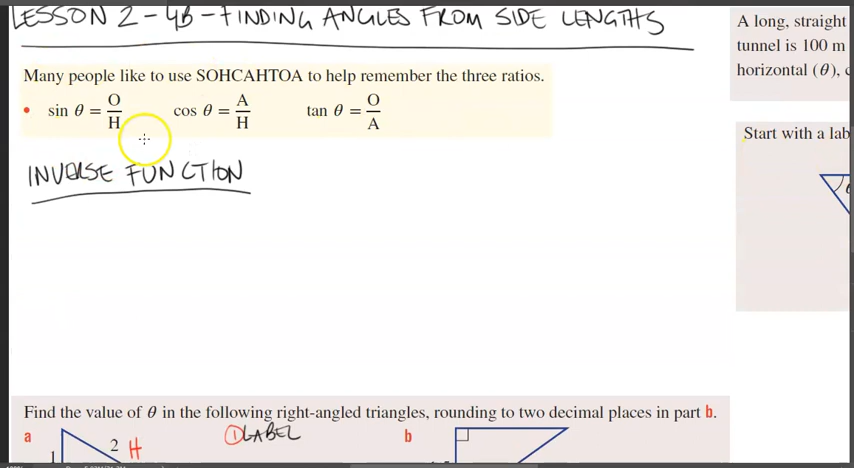 LESSON 2 - 4B - FINDING ANGLES FROM SIDE LENGTHS
Many people like to use SOHCAHTOA to help remember the three ratios.
• sin θ = O/H cos θ = A/H tan θ = O/A
INVERSE FUNCTION
A long, straight
tunnel is 100 m
horizontal (θ), c
Start with a lab
Find the value of θ in the following right-angled triangles, rounding to two decimal places in part b.
a
2 H
1
① LABEL
b